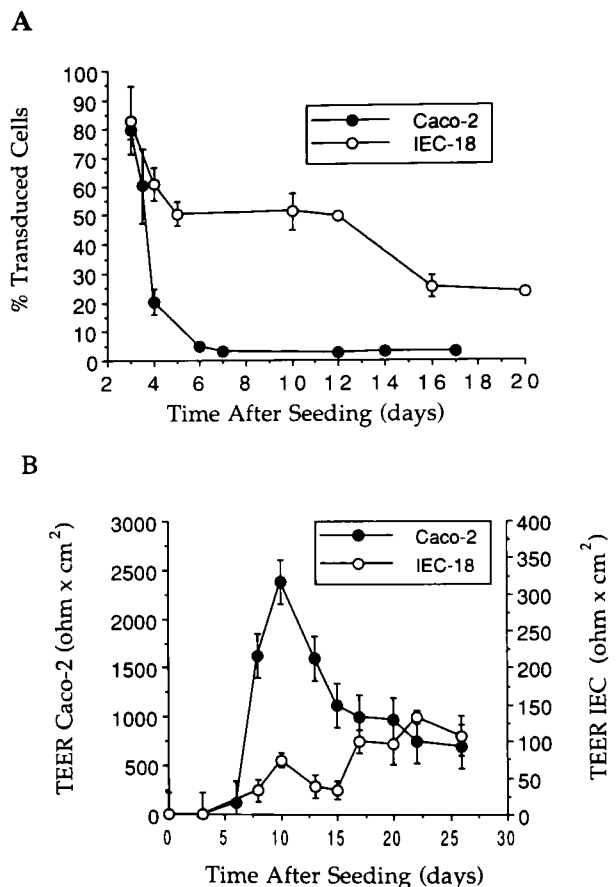 A
% Transduced Cells
100
90
80
70
60
50
40
30
20
10
0
Caco-2
IEC-18
2 4 6 8 10 12 14 16 18 20
Time After Seeding (days)
B
TEER Caco-2 (ohm x cm²)
3000
2500
2000
1500
1000
500
0
Caco-2
IEC-18
400
350
300
250
200
150
100
50
0
TEER IEC (ohm x cm²)
0 5 10 15 20 25 30
Time After Seeding (days)